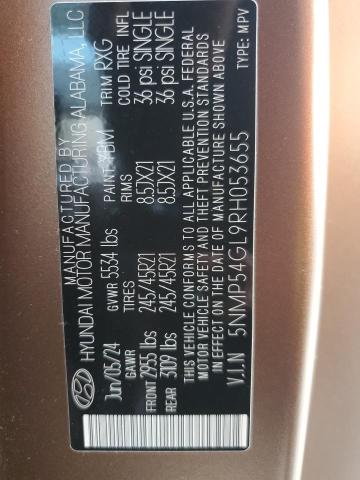 MANUFACTURED BY
HYUNDAI MOTOR MANUFACTURING ALABAMA, LLC
Jun/05/24 GVWR 5534 lbs PAINT YBM TRIM RXG
GAWR TIRES RIMS COLD TIRE INFL
FRONT 2955 lbs 245/45R21 8.5JX21 36 psi SINGLE
REAR 3109 lbs 245/45R21 8.5JX21 36 psi SINGLE
THIS VEHICLE CONFORMS TO ALL APPLICABLE U.S.A. FEDERAL
MOTOR VEHICLE SAFETY AND THEFT PREVENTION STANDARDS
IN EFFECT ON THE DATE OF MANUFACTURE SHOWN ABOVE
V.I.N 5NMP54GL9RH053655 TYPE: MPV